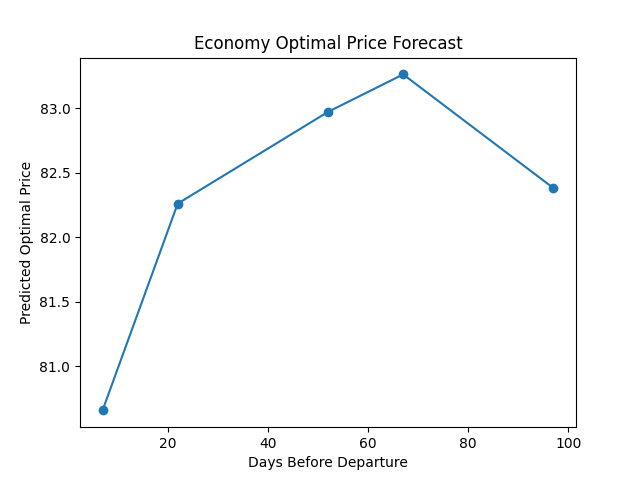 Economy Optimal Price Forecast
83.0
82.5
82.0
81.5
81.0
Predicted Optimal Price
20 40 60 80 100
Days Before Departure